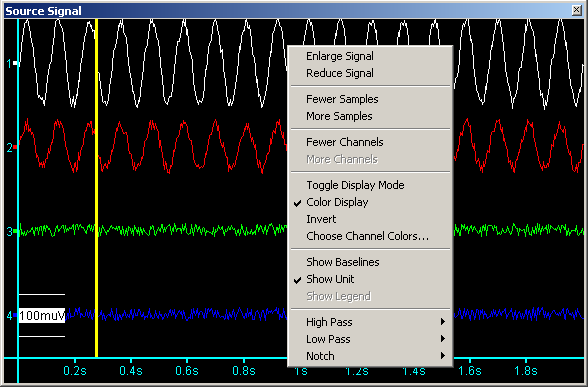 Source Signal
1
Enlarge Signal
Reduce Signal
Fewer Samples
More Samples
2
Fewer Channels
More Channels
Toggle Display Mode
Color Display
Invert
3
Choose Channel Colors...
Show Baselines
Show Unit
Show Legend
4
100muV
High Pass
Low Pass
Notch
0.2s 0.4s 0.6s 0.8s 1.2s 1.4s 1.6s 1.8s